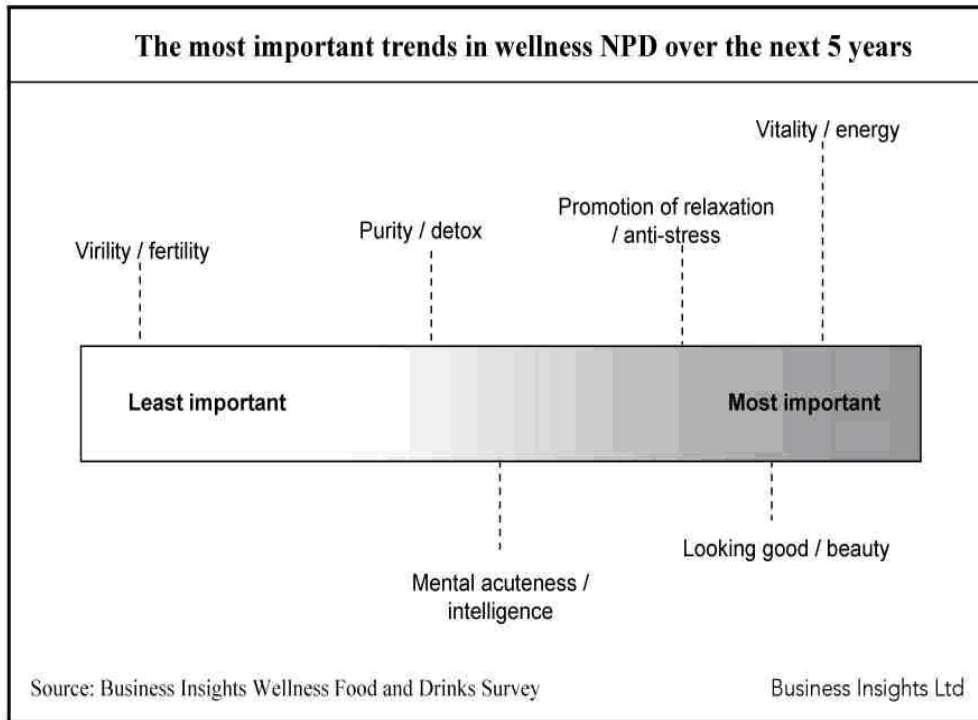 The most important trends in wellness NPD over the next 5 years
Vitality / energy
Promotion of relaxation
/ anti-stress
Purity / detox
Virility / fertility
Least important
Most important
Looking good / beauty
Mental acuteness /
intelligence
Source: Business Insights Wellness Food and Drinks Survey
Business Insights Ltd